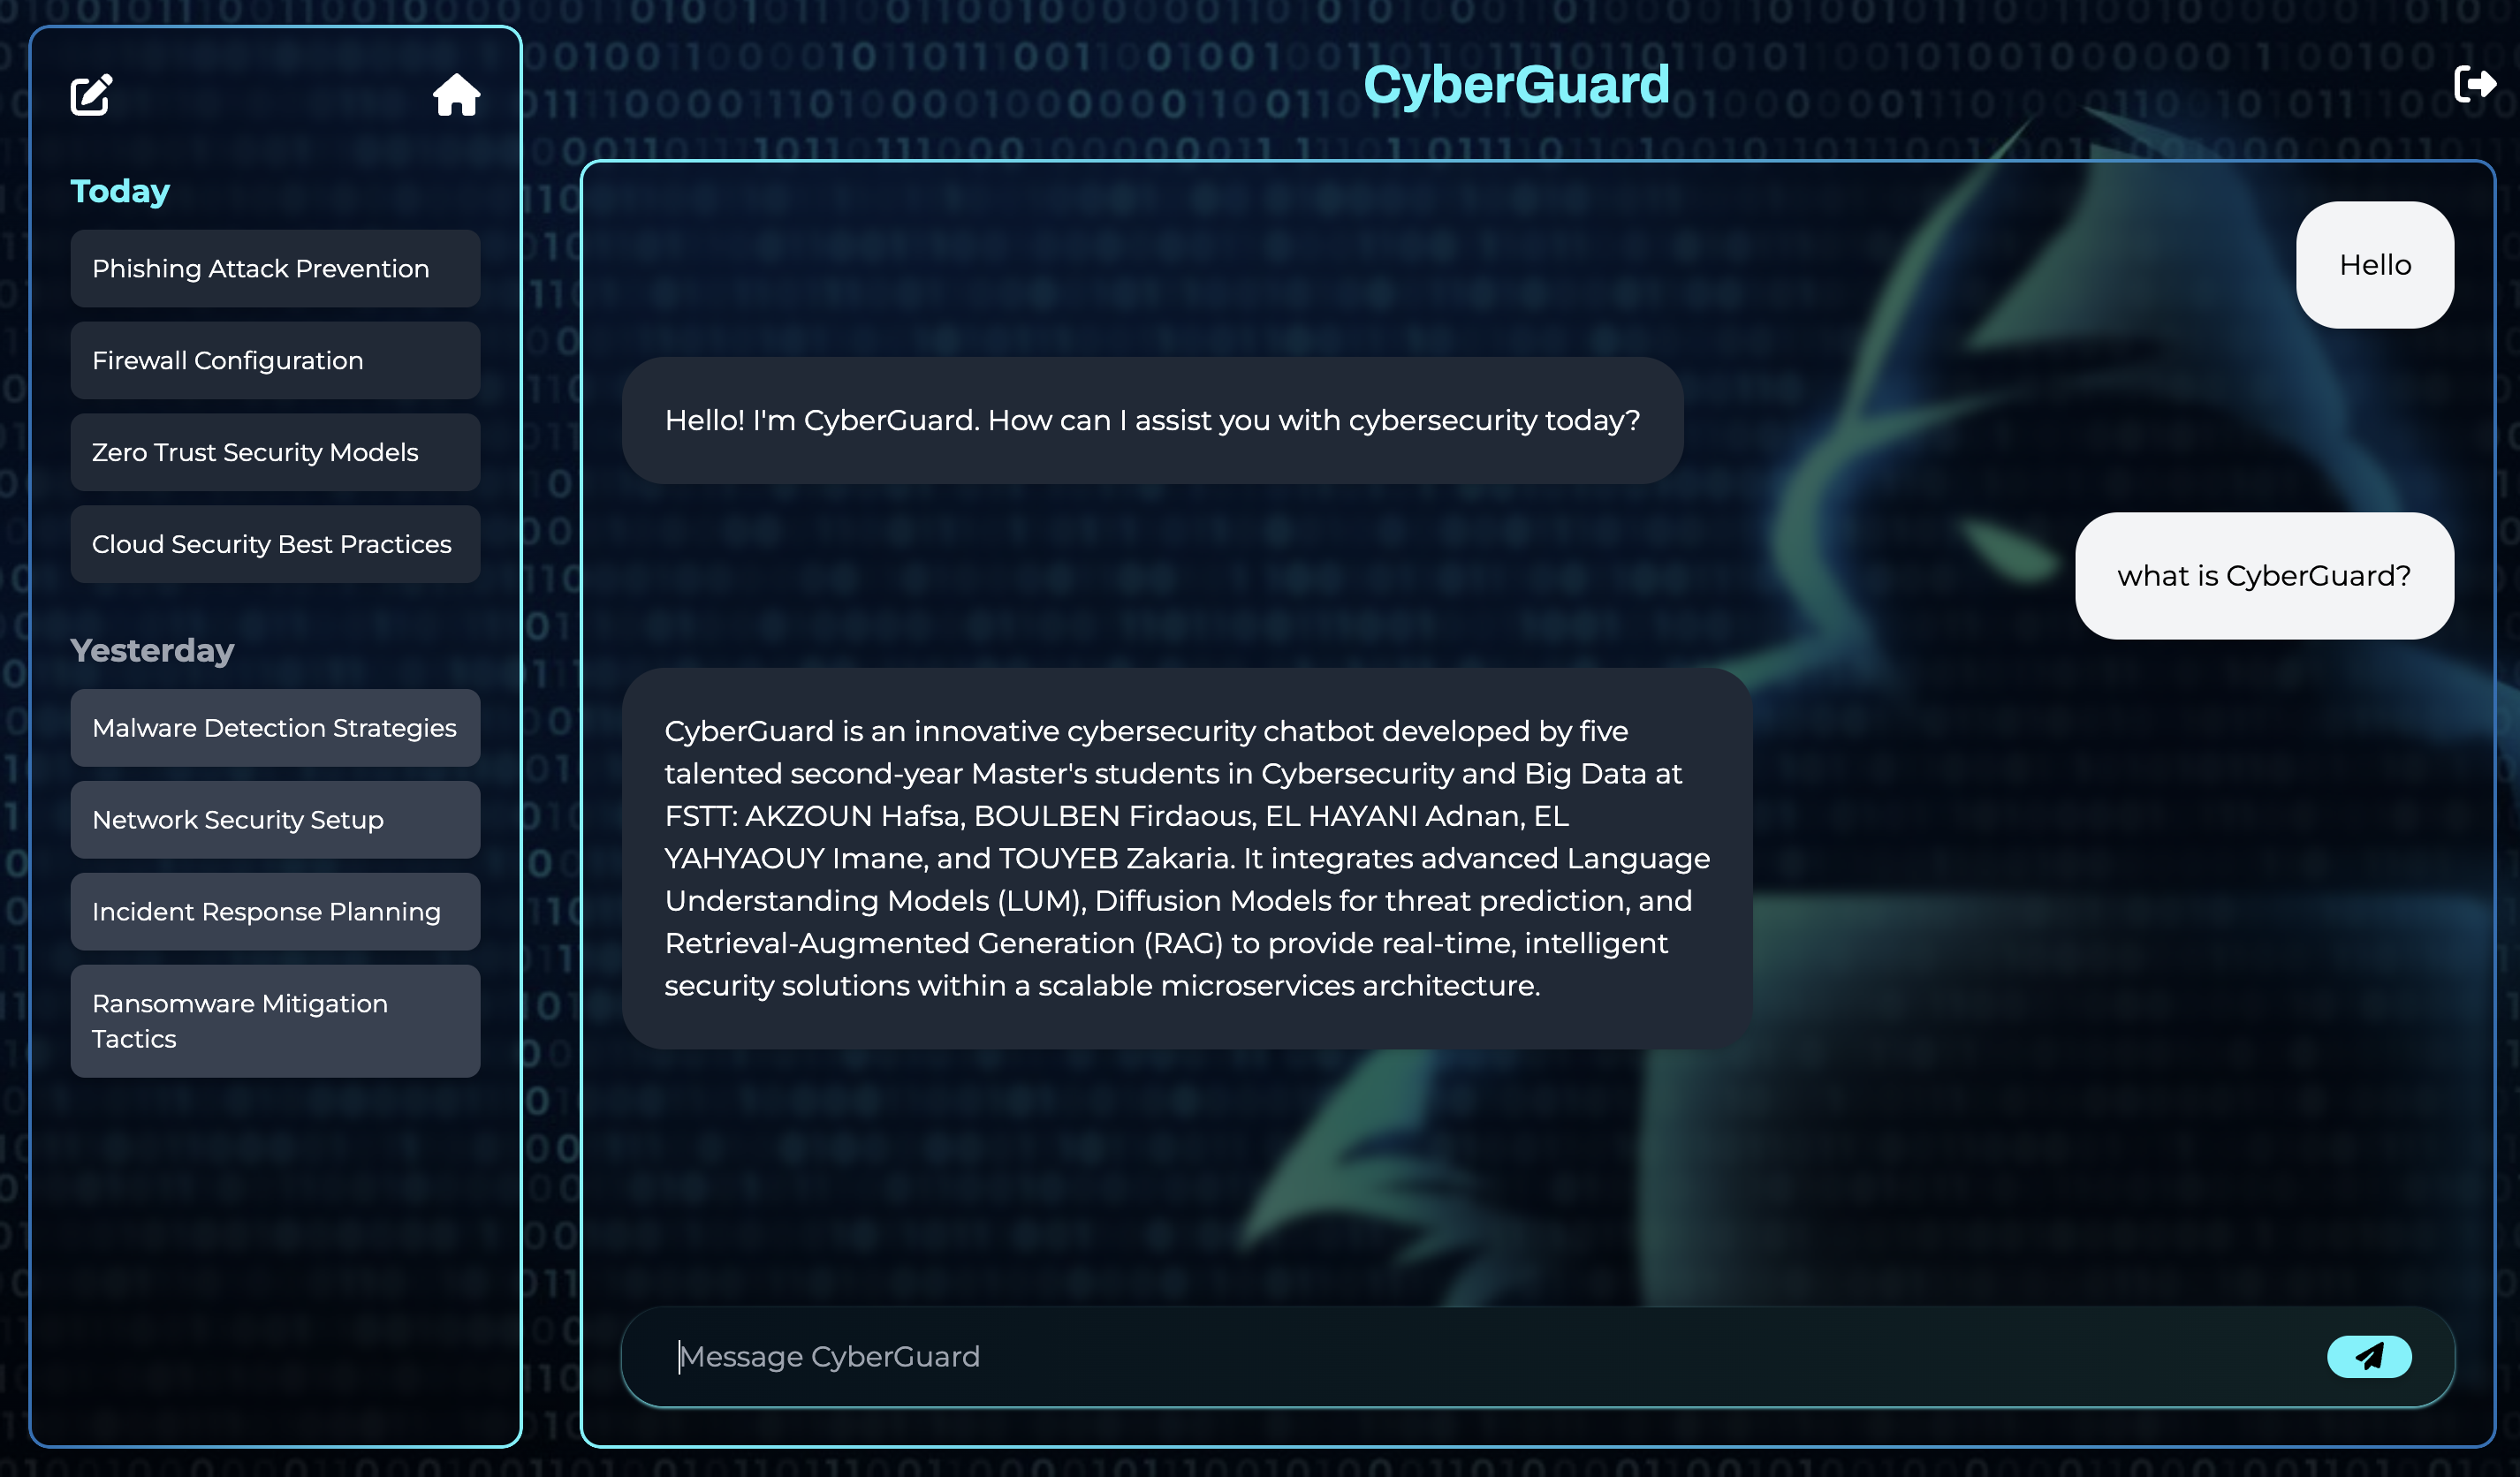 CyberGuard
Today
Phishing Attack Prevention
Firewall Configuration
Zero Trust Security Models
Cloud Security Best Practices
Yesterday
Malware Detection Strategies
Network Security Setup
Incident Response Planning
Ransomware Mitigation
Tactics
Hello
Hello! I'm CyberGuard. How can I assist you with cybersecurity today?
what is CyberGuard?
CyberGuard is an innovative cybersecurity chatbot developed by five
talented second-year Master's students in Cybersecurity and Big Data at
FSTT: AKZOUN Hafsa, BOULBEN Firdaous, EL HAYANI Adnan, EL
YAHYAOUY Imane, and TOUYEB Zakaria. It integrates advanced Language
Understanding Models (LUM), Diffusion Models for threat prediction, and
Retrieval-Augmented Generation (RAG) to provide real-time, intelligent
security solutions within a scalable microservices architecture.
Message CyberGuard